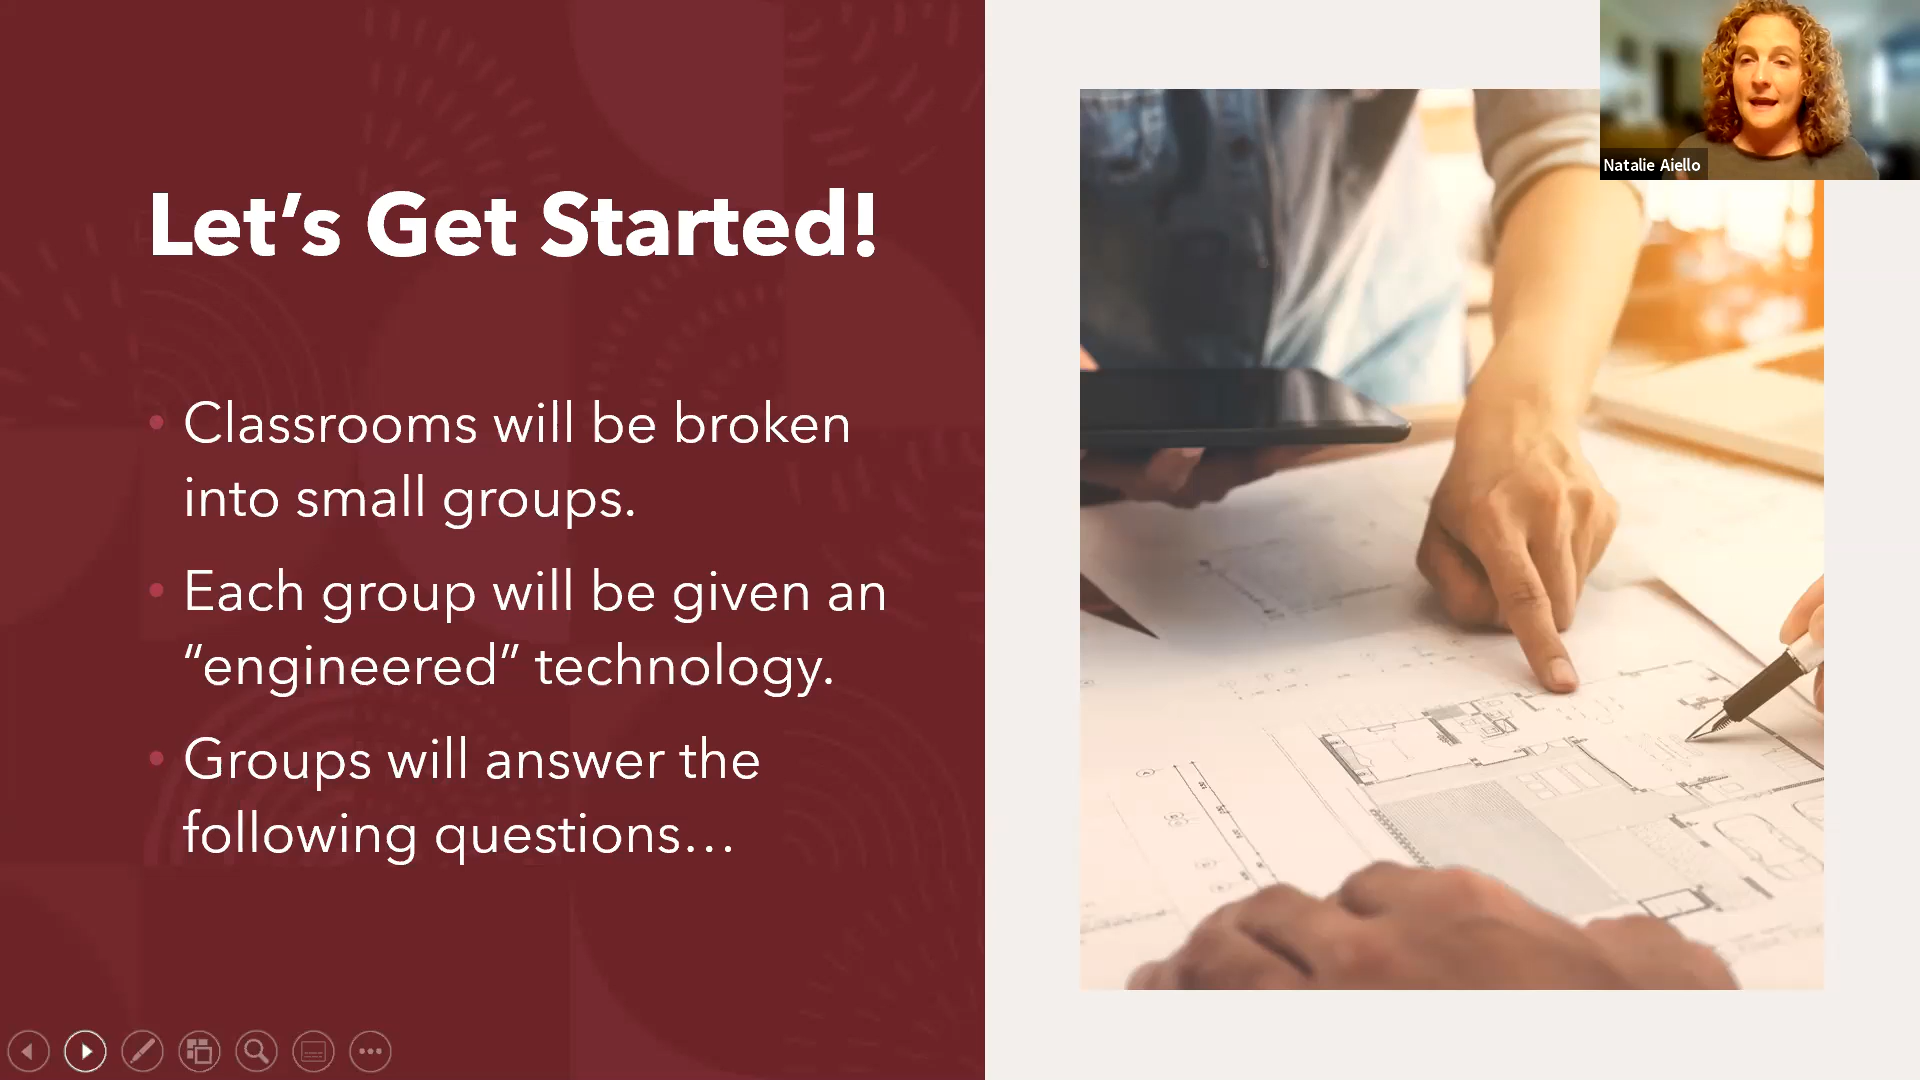 Let’s Get Started!
• Classrooms will be broken
into small groups.
• Each group will be given an
“engineered” technology.
• Groups will answer the
following questions…
Natalie Aiello